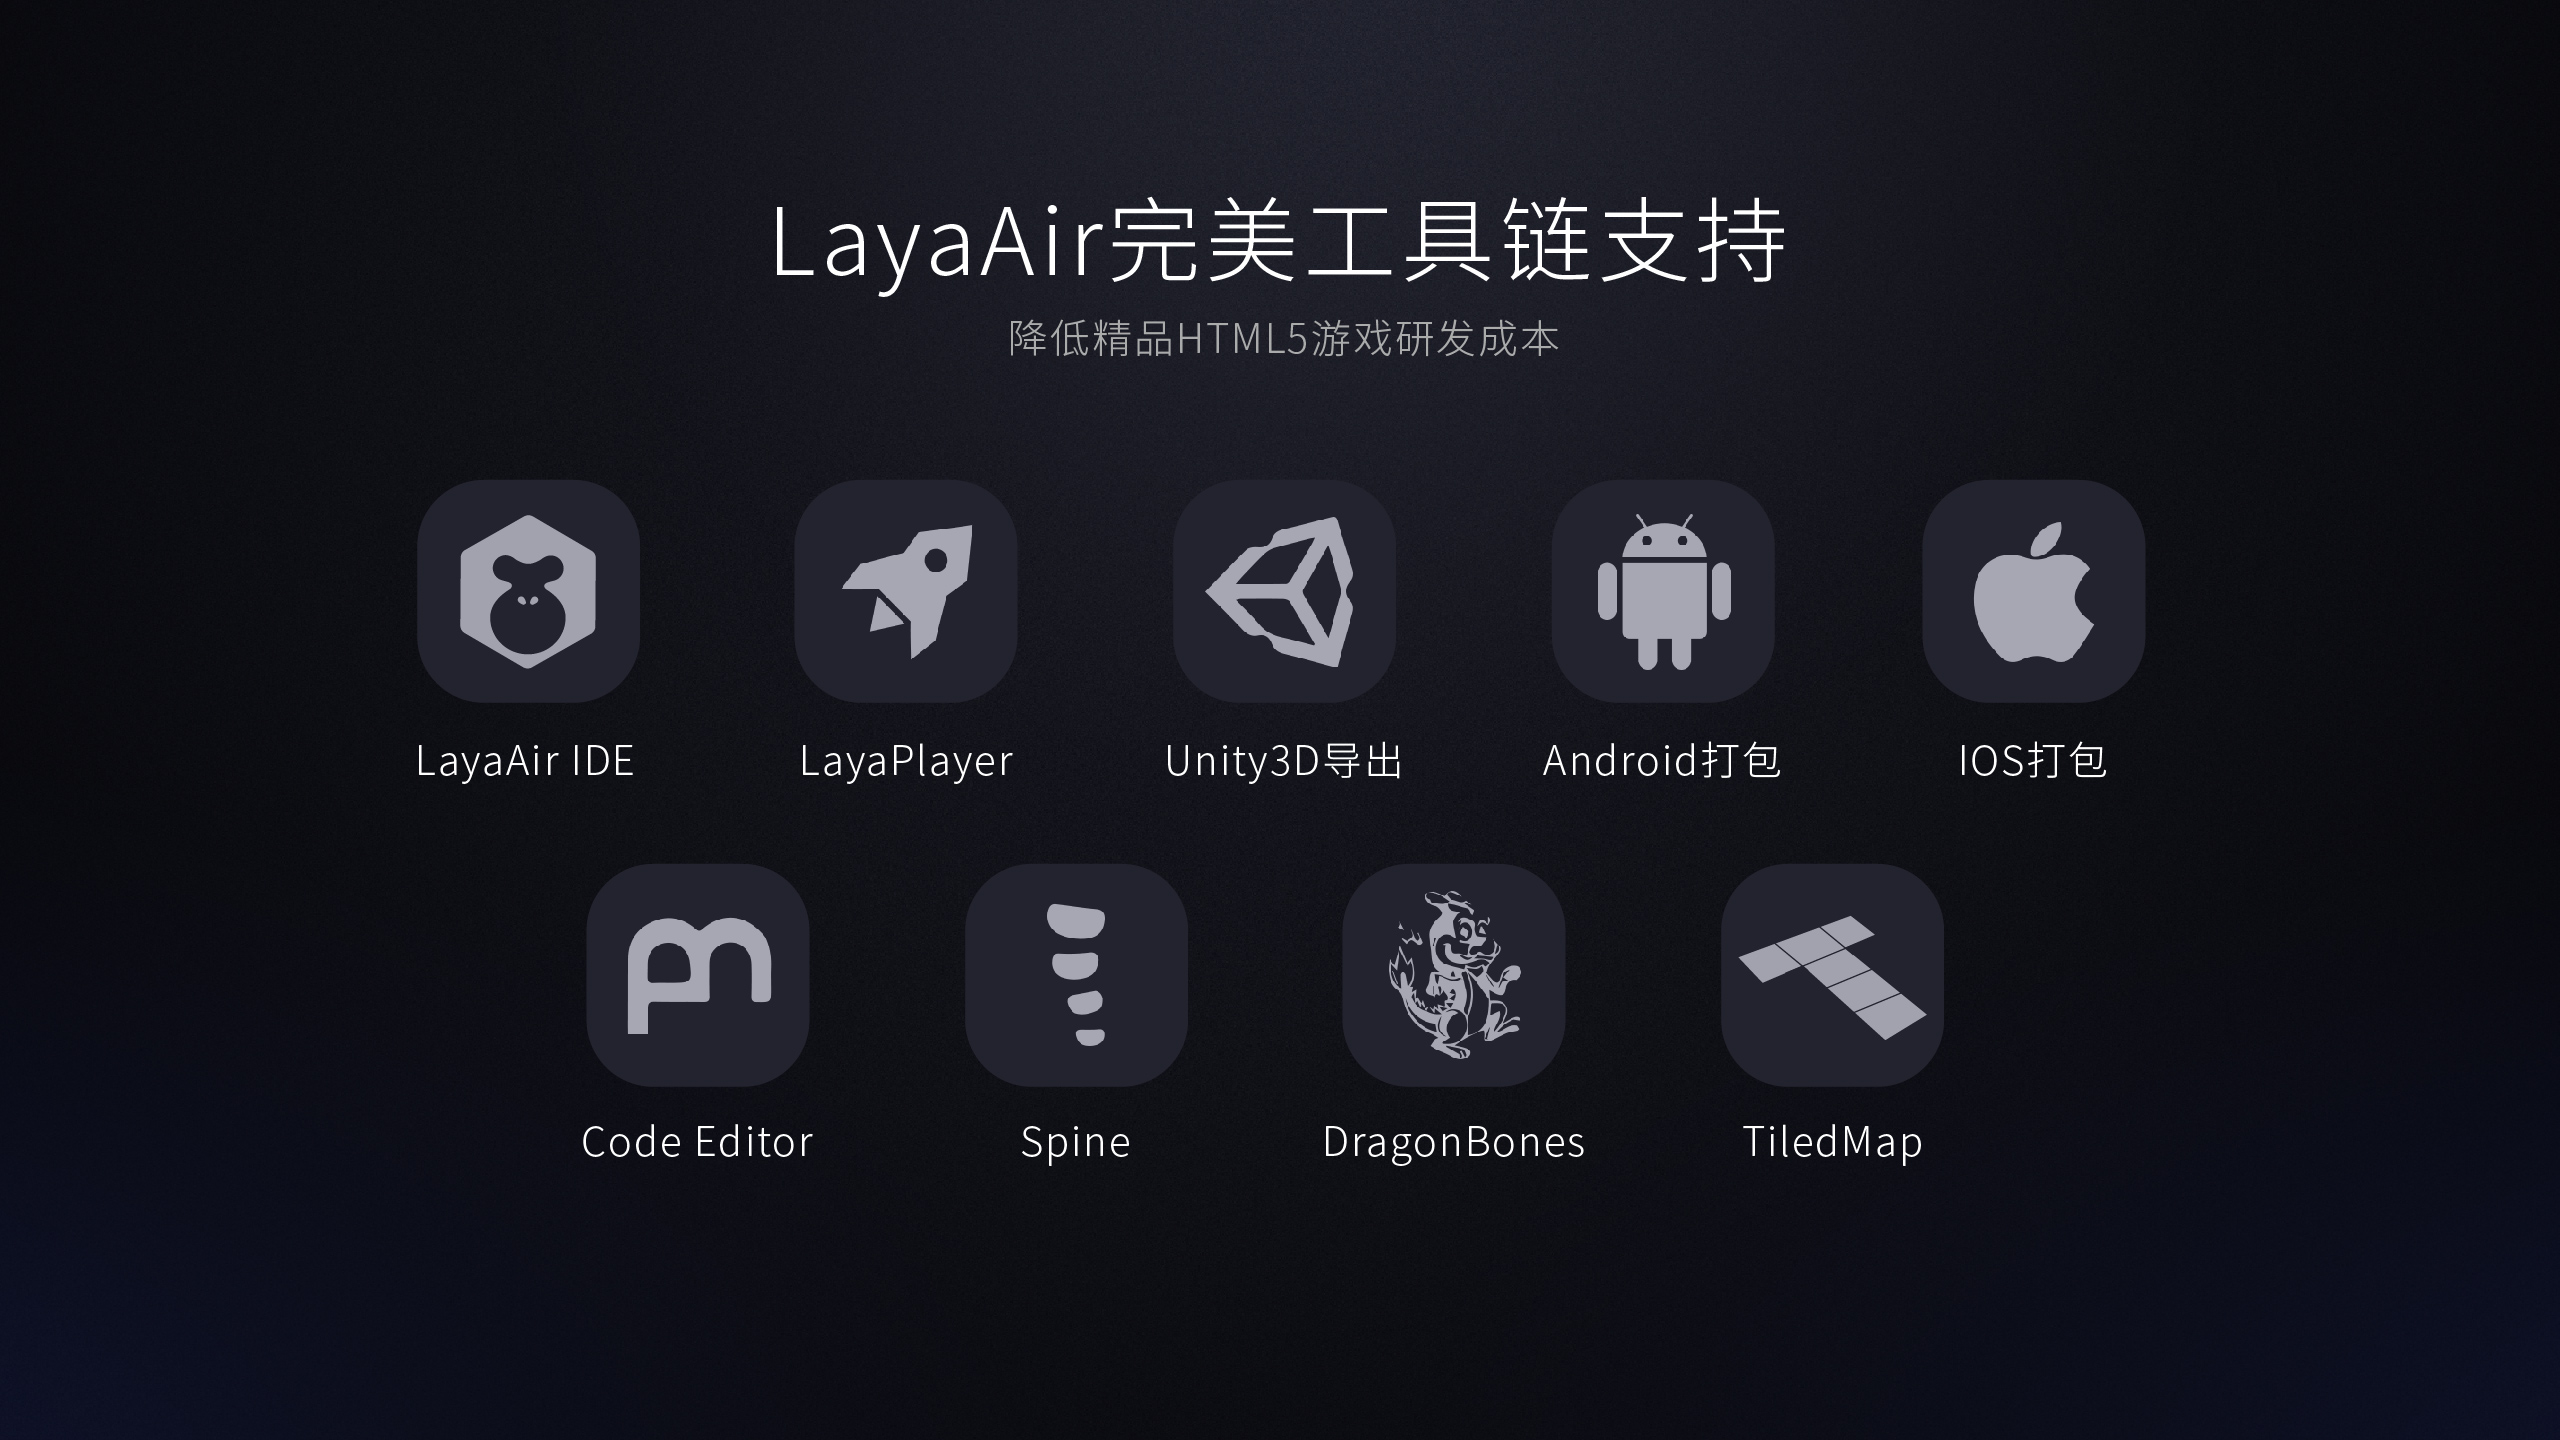 LayaAir完美工具链支持
降低精品HTML5游戏研发成本
LayaAir IDE
LayaPlayer
Unity3D导出
Android打包
IOS打包
Code Editor
Spine
DragonBones
TiledMap